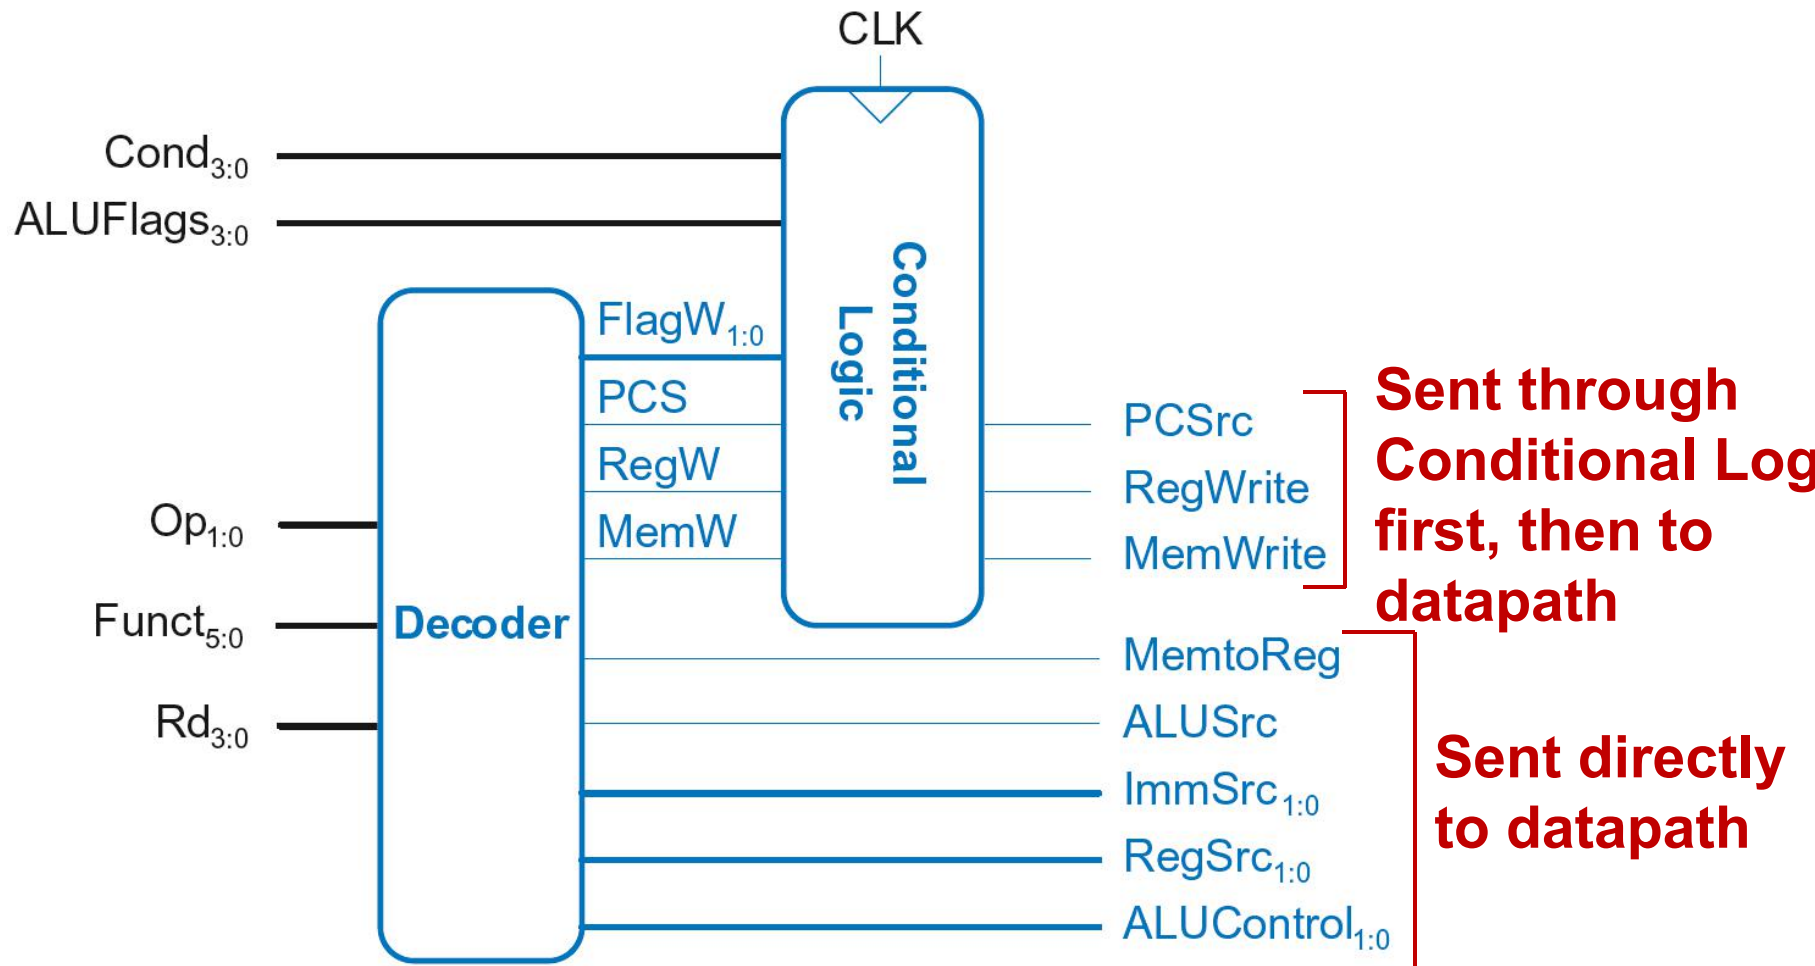 CLK
Cond3:0
ALUFlags3:0
Conditional
Logic
FlagW1:0
PCS
RegW
MemW
Op1:0
Funct5:0
Rd3:0
Decoder
PCSrc
RegWrite
MemWrite
MemtoReg
ALUSrc
ImmSrc1:0
RegSrc1:0
ALUControl1:0
Sent through
Conditional Log
first, then to
datapath
Sent directly
to datapath